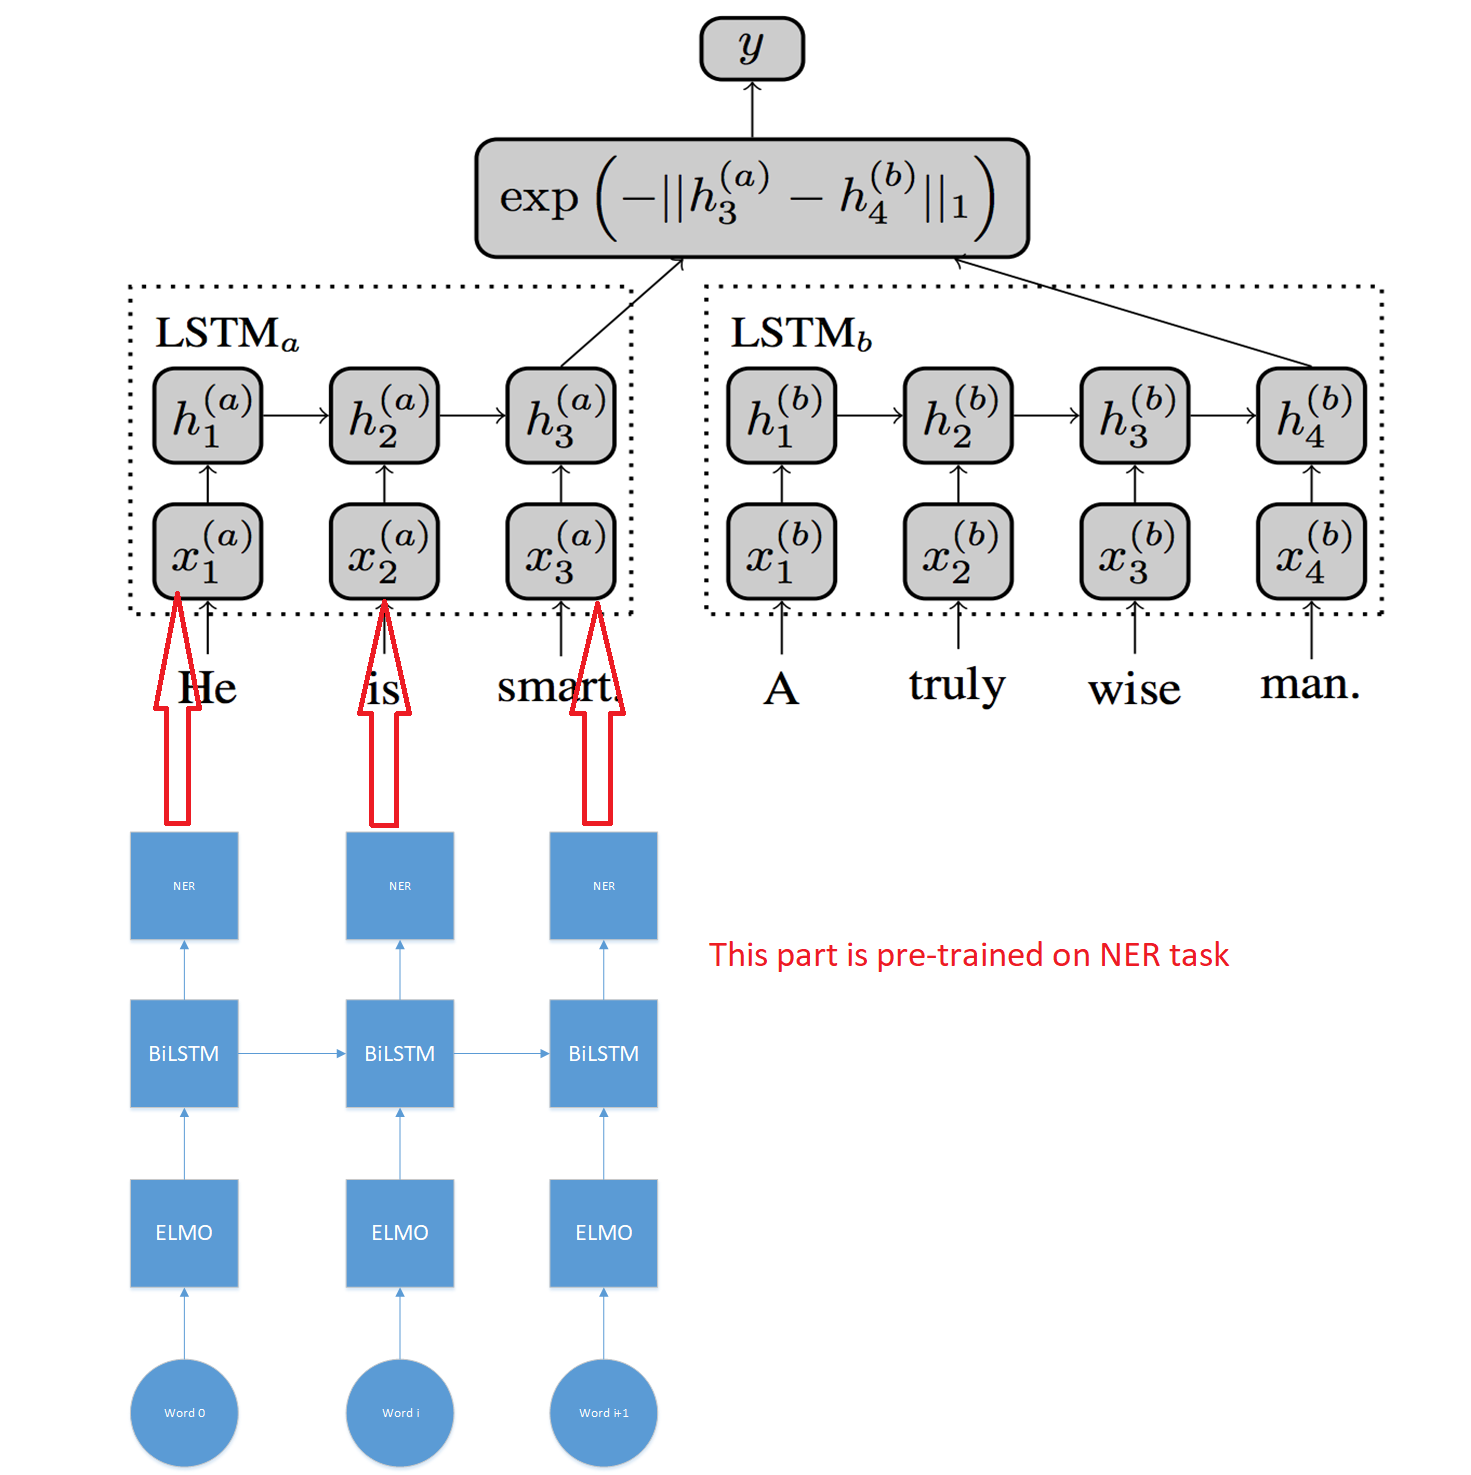 y
exp(−||h₃⁽ᵃ⁾ − h₄⁽ᵇ⁾||₁)
LSTMₐ
LSTM_b
h₁⁽ᵃ⁾ h₂⁽ᵃ⁾ h₃⁽ᵃ⁾ h₁⁽ᵇ⁾ h₂⁽ᵇ⁾ h₃⁽ᵇ⁾ h₄⁽ᵇ⁾
x₁⁽ᵃ⁾ x₂⁽ᵃ⁾ x₃⁽ᵃ⁾ x₁⁽ᵇ⁾ x₂⁽ᵇ⁾ x₃⁽ᵇ⁾ x₄⁽ᵇ⁾
He is smart. A truly wise man.
NER NER NER
This part is pre-trained on NER task
BiLSTM BiLSTM BiLSTM
ELMO ELMO ELMO
Word 0 Word i Word i+1